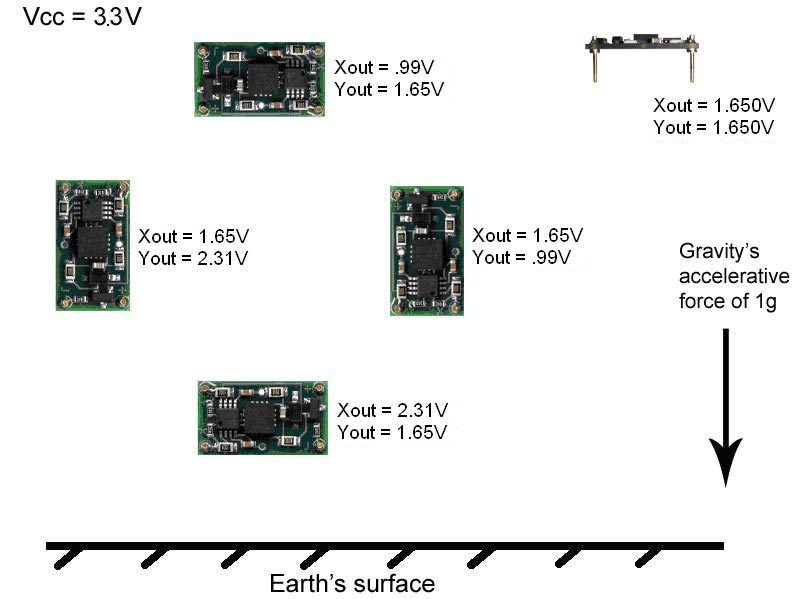 Vcc = 3.3V
Xout = .99V
Yout = 1.65V
Xout = 1.650V
Yout = 1.650V
Xout = 1.65V
Yout = 2.31V
Xout = 1.65V
Yout = .99V
Gravity's
accelerative
force of 1g
Xout = 2.31V
Yout = 1.65V
Earth's surface